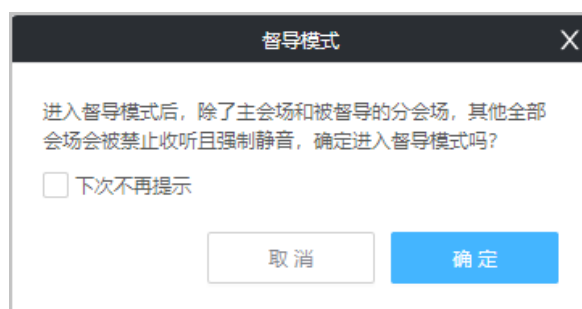 督导模式
进入督导模式后，除了主会场和被督导的分会场，其他全部
会场会被禁止收听且强制静音，确定进入督导模式吗？
下次不再提示
取消
确定